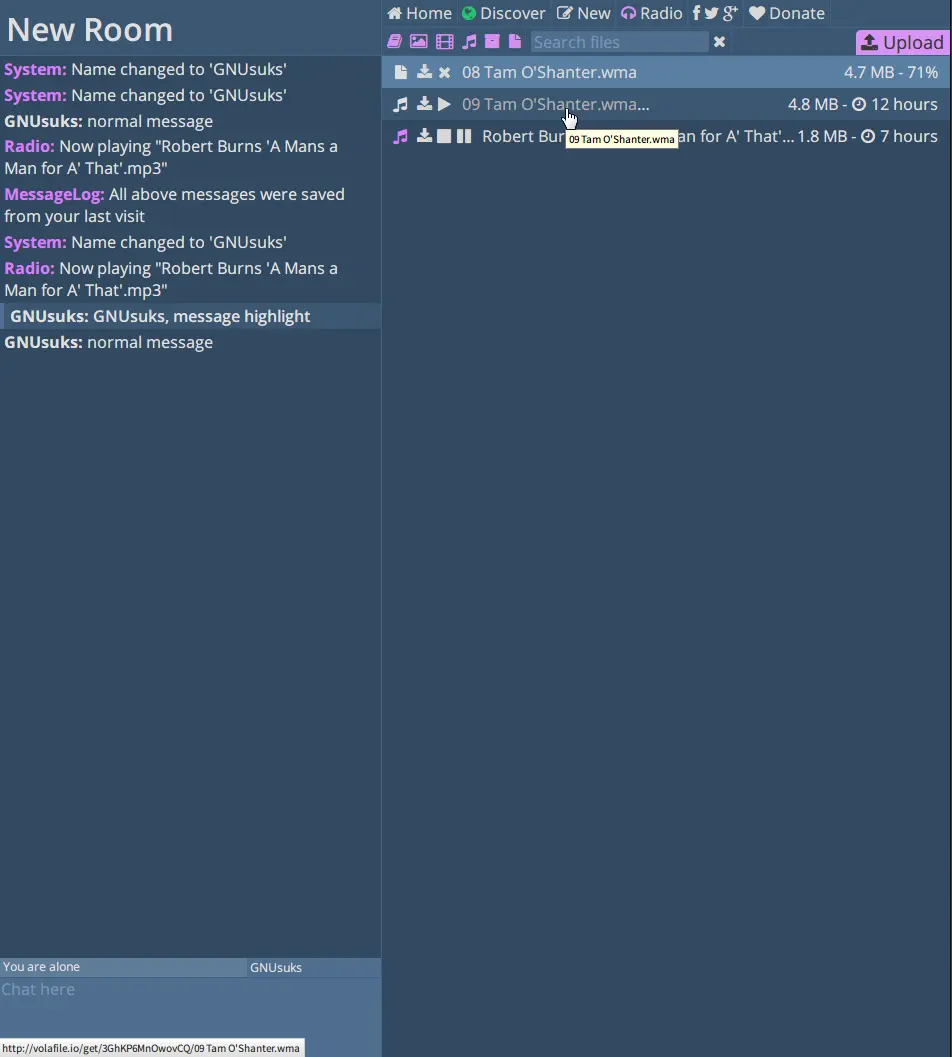 New Room
System: Name changed to 'GNUsuks'
System: Name changed to 'GNUsuks'
GNUsuks: normal message
Radio: Now playing "Robert Burns 'A Mans a
Man for A' That'.mp3"
MessageLog: All above messages were saved
from your last visit
System: Name changed to 'GNUsuks'
Radio: Now playing "Robert Burns 'A Mans a
Man for A' That'.mp3"
GNUsuks: GNUsuks, message highlight
GNUsuks: normal message
You are alone
GNUsuks
Chat here
http://volafile.io/get/3GhKP6MnOwovCQ/09 Tam O'Shanter.wma
Home Discover New Radio Donate
Search files
Upload
08 Tam O'Shanter.wma 4.7 MB - 71%
09 Tam O'Shanter.wma... 4.8 MB - 12 hours
09 Tam O'Shanter.wma
Robert Bur an for A' That'... 1.8 MB - 7 hours